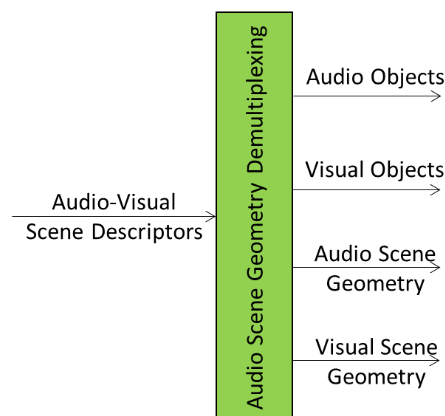 Audio-Visual
Scene Descriptors
Audio Scene Geometry Demultiplexing
Audio Objects
Visual Objects
Audio Scene
Geometry
Visual Scene
Geometry